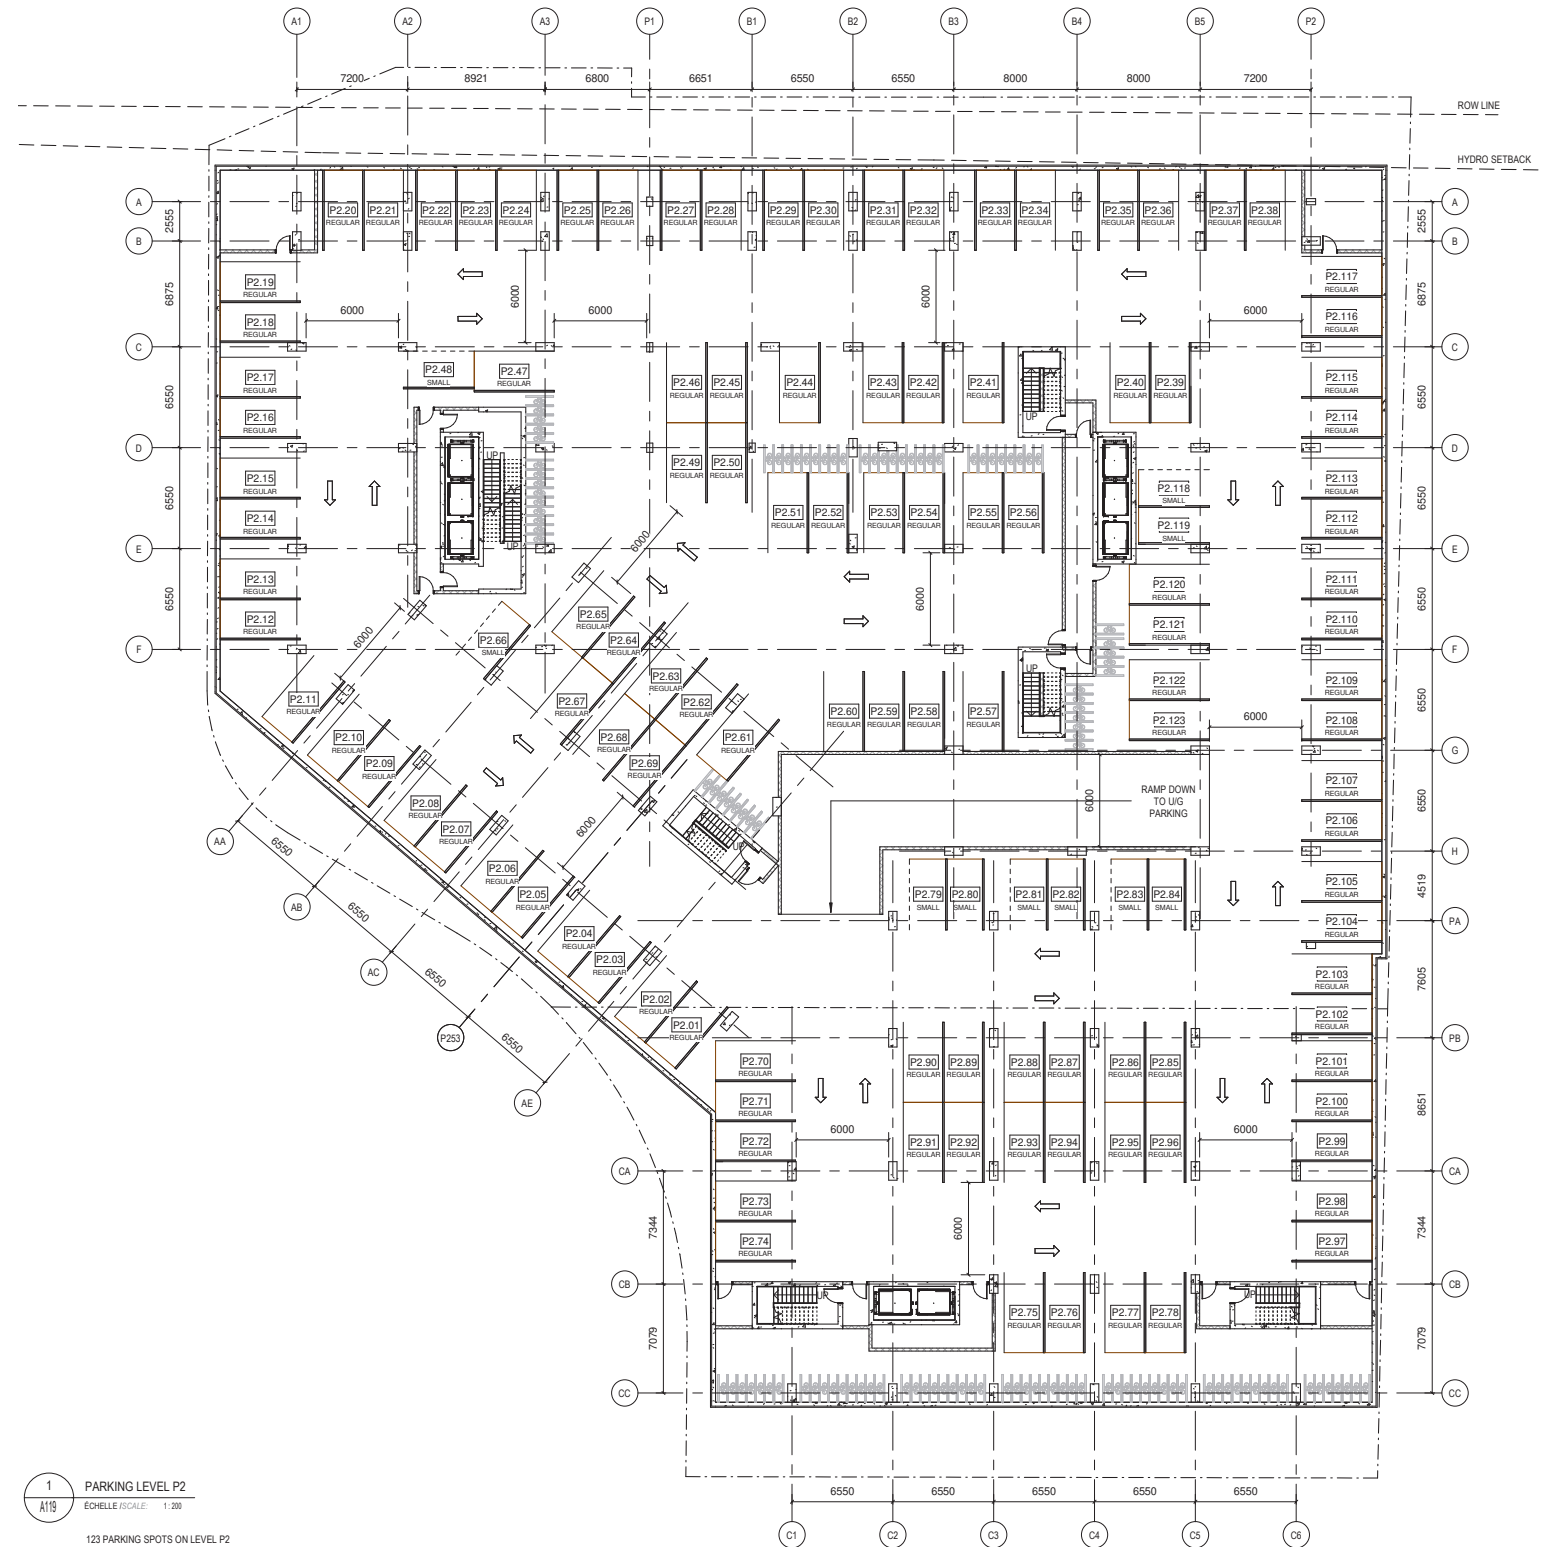 A1 A2 A3 P1 B1 B2 B3 B4 B5 P2
7200 8921 6800 6651 6550 6550 8000 8000 7200
ROW LINE
HYDRO SETBACK
A A
2555 2555
P2.20 P2.21 P2.22 P2.23 P2.24 P2.25 P2.26 P2.27 P2.28 P2.29 P2.30 P2.31 P2.32 P2.33 P2.34 P2.35 P2.36 P2.37 P2.38
REGULAR REGULAR REGULAR REGULAR REGULAR REGULAR REGULAR REGULAR REGULAR REGULAR REGULAR REGULAR REGULAR REGULAR REGULAR REGULAR REGULAR REGULAR REGULAR
B B
P2.19 P2.117
REGULAR REGULAR
6875 6000 6000 6875
6000 6000 6000
P2.18 P2.116
REGULAR REGULAR
C C
P2.48 P2.47
SMALL REGULAR
P2.17 P2.46 P2.45 P2.44 P2.43 P2.42 P2.41 P2.40 P2.39 P2.115
REGULAR REGULAR REGULAR REGULAR REGULAR REGULAR REGULAR REGULAR REGULAR REGULAR
6550 6550
P2.16 UP P2.114
REGULAR REGULAR
D D
UP
P2.49 P2.50
REGULAR REGULAR
P2.15 P2.113
REGULAR REGULAR
P2.118
SMALL
6550 6550
P2.51 P2.52 P2.53 P2.54 P2.55 P2.56
REGULAR REGULAR REGULAR REGULAR REGULAR REGULAR
P2.14 P2.119 P2.112
REGULAR SMALL REGULAR
UP 6000
E E
P2.13 P2.120 P2.111
REGULAR REGULAR REGULAR
6550 6000 6550
P2.12 P2.121 P2.110
REGULAR REGULAR REGULAR
6000
P2.65
REGULAR
P2.66 P2.64
SMALL REGULAR
F F
UP
P2.63
REGULAR
P2.122 P2.109
REGULAR REGULAR
P2.11 P2.67 P2.62
REGULAR REGULAR REGULAR
P2.60 P2.59 P2.58 P2.57
REGULAR REGULAR REGULAR REGULAR
6550 6000 6550
P2.123 P2.108
REGULAR REGULAR
P2.10 P2.68 P2.61
REGULAR REGULAR REGULAR
G G
P2.09 P2.69
REGULAR REGULAR
P2.107
REGULAR
RAMP DOWN
TO U/G
PARKING
6000
6550
P2.08
REGULAR
P2.07
REGULAR
P2.106
REGULAR
6000
UP
AA H
6550
P2.06
REGULAR
P2.05
REGULAR
P2.105
REGULAR
4519
P2.79 P2.80 P2.81 P2.82 P2.83 P2.84
SMALL SMALL SMALL SMALL SMALL SMALL
AB
PA
P2.104
REGULAR
6550
P2.04
REGULAR
P2.03
REGULAR
AC
6550
P2.103
REGULAR
7605
P2.02
REGULAR
P2.01
REGULAR
P2.102
REGULAR
P253 PB
6550
P2.70 P2.90 P2.89 P2.88 P2.87 P2.86 P2.85 P2.101
REGULAR REGULAR REGULAR REGULAR REGULAR REGULAR REGULAR REGULAR
AE
P2.71 P2.100
REGULAR REGULAR
8651
6000 6000
P2.72 P2.91 P2.92 P2.93 P2.94 P2.95 P2.96 P2.99
REGULAR REGULAR REGULAR REGULAR REGULAR REGULAR REGULAR REGULAR
CA CA
P2.73 P2.98
REGULAR REGULAR
7344 6000 7344
P2.74 P2.97
REGULAR REGULAR
CB CB
UP UP
P2.75 P2.76 P2.77 P2.78
REGULAR REGULAR REGULAR REGULAR
7079 7079
CC CC
1
A119
PARKING LEVEL P2
ÉCHELLE /SCALE: 1 : 200
6550 6550 6550 6550 6550
C1 C2 C3 C4 C5 C6
123 PARKING SPOTS ON LEVEL P2